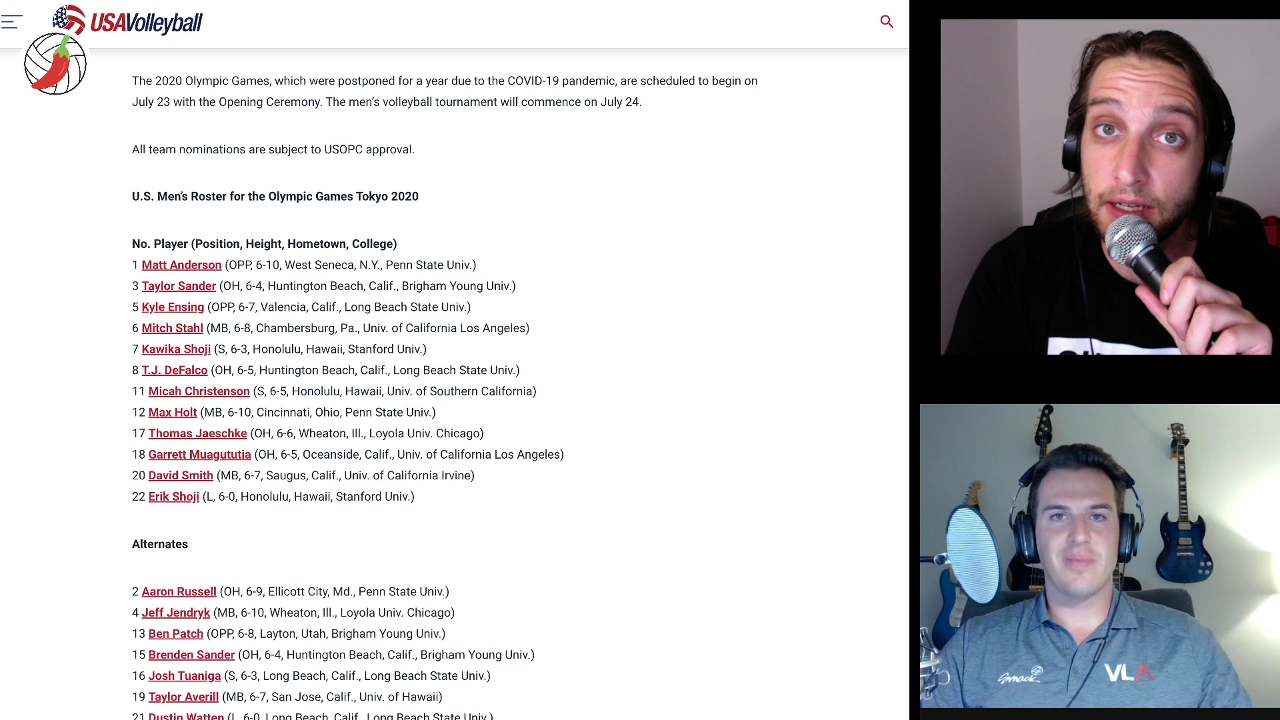 USAVolleyball
The 2020 Olympic Games, which were postponed for a year due to the COVID-19 pandemic, are scheduled to begin on
July 23 with the Opening Ceremony. The men’s volleyball tournament will commence on July 24.
All team nominations are subject to USOPC approval.
U.S. Men’s Roster for the Olympic Games Tokyo 2020
No. Player (Position, Height, Hometown, College)
1 Matt Anderson (OPP, 6-10, West Seneca, N.Y., Penn State Univ.)
3 Taylor Sander (OH, 6-4, Huntington Beach, Calif., Brigham Young Univ.)
5 Kyle Ensing (OPP, 6-7, Valencia, Calif., Long Beach State Univ.)
6 Mitch Stahl (MB, 6-8, Chambersburg, Pa., Univ. of California Los Angeles)
7 Kawika Shoji (S, 6-3, Honolulu, Hawaii, Stanford Univ.)
8 T.J. DeFalco (OH, 6-5, Huntington Beach, Calif., Long Beach State Univ.)
11 Micah Christenson (S, 6-5, Honolulu, Hawaii, Univ. of Southern California)
12 Max Holt (MB, 6-10, Cincinnati, Ohio, Penn State Univ.)
17 Thomas Jaeschke (OH, 6-6, Wheaton, Ill., Loyola Univ. Chicago)
18 Garrett Muagututia (OH, 6-5, Oceanside, Calif., Univ. of California Los Angeles)
20 David Smith (MB, 6-7, Saugus, Calif., Univ. of California Irvine)
22 Erik Shoji (L, 6-0, Honolulu, Hawaii, Stanford Univ.)
Alternates
2 Aaron Russell (OH, 6-9, Ellicott City, Md., Penn State Univ.)
4 Jeff Jendryk (MB, 6-10, Wheaton, Ill., Loyola Univ. Chicago)
13 Ben Patch (OPP, 6-8, Layton, Utah, Brigham Young Univ.)
15 Brenden Sander (OH, 6-4, Huntington Beach, Calif., Brigham Young Univ.)
16 Josh Tuaniga (S, 6-3, Long Beach, Calif., Long Beach State Univ.)
19 Taylor Averill (MB, 6-7, San Jose, Calif., Univ. of Hawaii)
21 Dustin Watten (L, 6-0, Long Beach, Calif., Long Beach State Univ.)
VLA